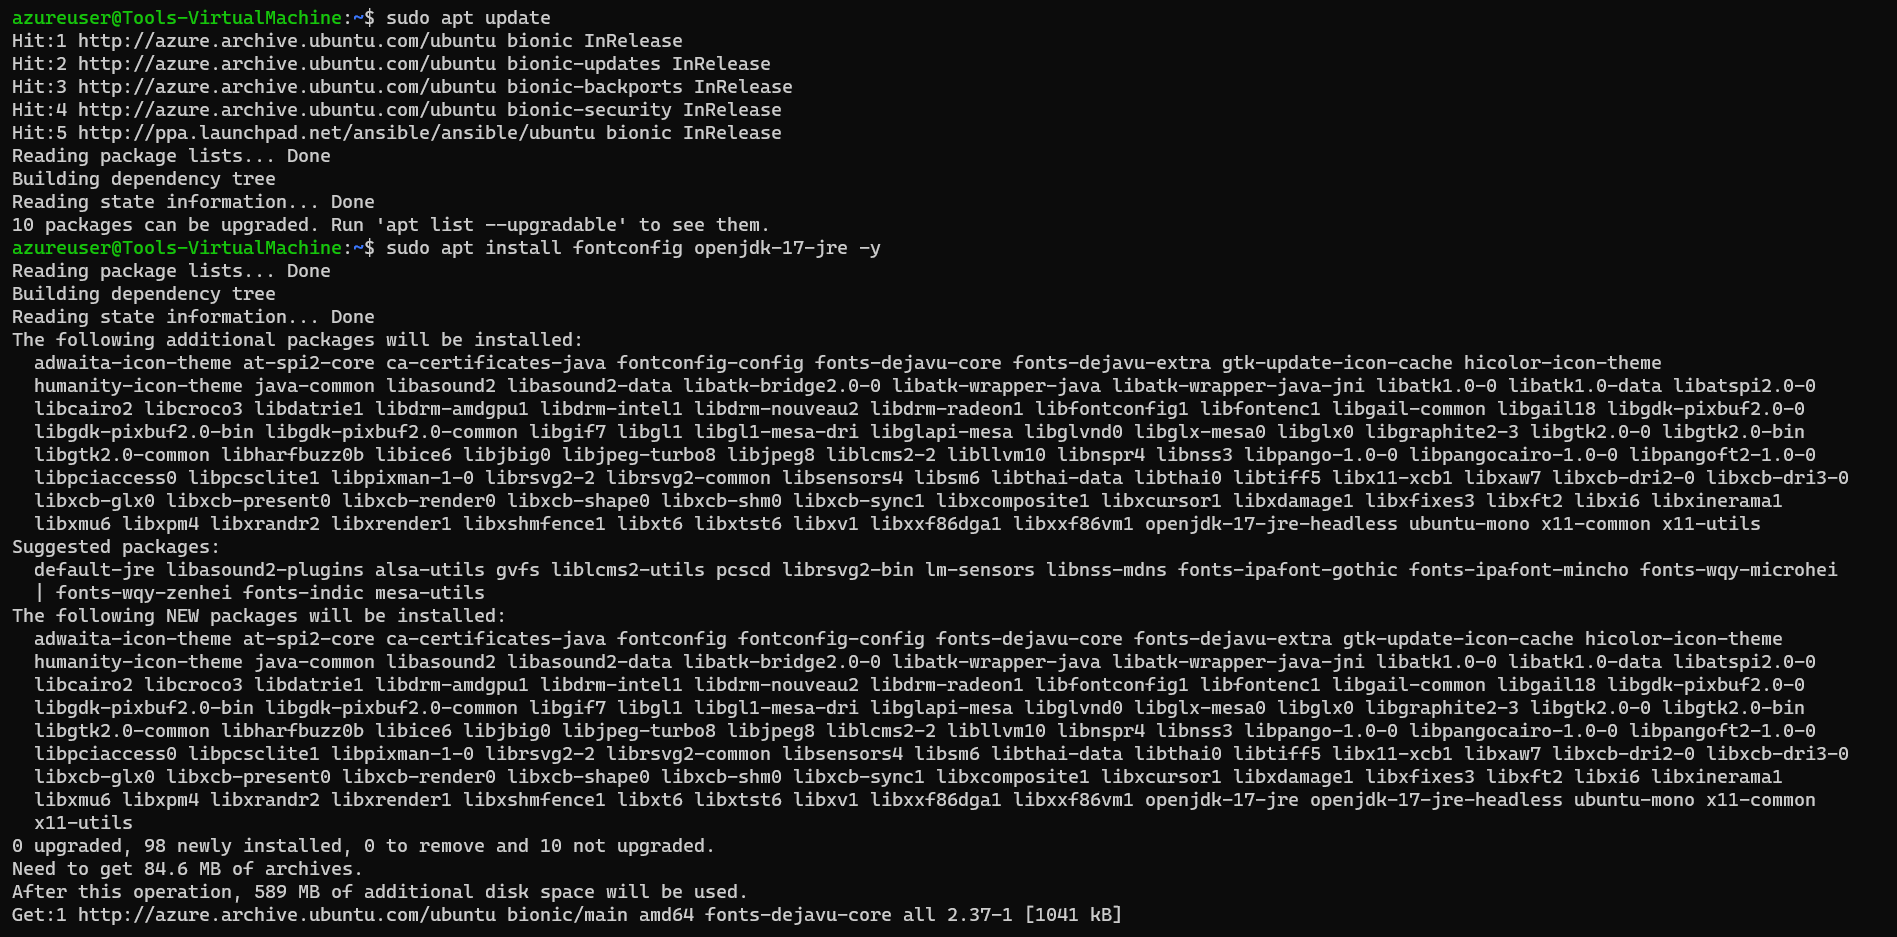 azureuser@Tools-VirtualMachine:~$ sudo apt update
Hit:1 http://azure.archive.ubuntu.com/ubuntu bionic InRelease
Hit:2 http://azure.archive.ubuntu.com/ubuntu bionic-updates InRelease
Hit:3 http://azure.archive.ubuntu.com/ubuntu bionic-backports InRelease
Hit:4 http://azure.archive.ubuntu.com/ubuntu bionic-security InRelease
Hit:5 http://ppa.launchpad.net/ansible/ansible/ubuntu bionic InRelease
Reading package lists... Done
Building dependency tree
Reading state information... Done
10 packages can be upgraded. Run 'apt list --upgradable' to see them.
azureuser@Tools-VirtualMachine:~$ sudo apt install fontconfig openjdk-17-jre -y
Reading package lists... Done
Building dependency tree
Reading state information... Done
The following additional packages will be installed:
  adwaita-icon-theme at-spi2-core ca-certificates-java fontconfig-config fonts-dejavu-core fonts-dejavu-extra gtk-update-icon-cache hicolor-icon-theme
  humanity-icon-theme java-common libasound2 libasound2-data libatk-bridge2.0-0 libatk-wrapper-java libatk-wrapper-java-jni libatk1.0-0 libatk1.0-data libatspi2.0-0
  libcairo2 libcroco3 libdatrie1 libdrm-amdgpu1 libdrm-intel1 libdrm-nouveau2 libdrm-radeon1 libfontconfig1 libfontenc1 libgail-common libgail18 libgdk-pixbuf2.0-0
  libgdk-pixbuf2.0-bin libgdk-pixbuf2.0-common libgif7 libgl1 libgl1-mesa-dri libglapi-mesa libglvnd0 libglx-mesa0 libglx0 libgraphite2-3 libgtk2.0-0 libgtk2.0-bin
  libgtk2.0-common libharfbuzz0b libice6 libjbig0 libjpeg-turbo8 libjpeg8 liblcms2-2 libllvm10 libnspr4 libnss3 libpango-1.0-0 libpangocairo-1.0-0 libpangoft2-1.0-0
  libpciaccess0 libpcsclite1 libpixman-1-0 librsvg2-2 librsvg2-common libsensors4 libsm6 libthai-data libthai0 libtiff5 libx11-xcb1 libxaw7 libxcb-dri2-0 libxcb-dri3-0
  libxcb-glx0 libxcb-present0 libxcb-render0 libxcb-shape0 libxcb-shm0 libxcb-sync1 libxcomposite1 libxcursor1 libxdamage1 libxfixes3 libxft2 libxi6 libxinerama1
  libxmu6 libxpm4 libxrandr2 libxrender1 libxshmfence1 libxt6 libxtst6 libxv1 libxxf86dga1 libxxf86vm1 openjdk-17-jre-headless ubuntu-mono x11-common x11-utils
Suggested packages:
  default-jre libasound2-plugins alsa-utils gvfs liblcms2-utils pcscd librsvg2-bin lm-sensors libnss-mdns fonts-ipafont-gothic fonts-ipafont-mincho fonts-wqy-microhei
  | fonts-wqy-zenhei fonts-indic mesa-utils
The following NEW packages will be installed:
  adwaita-icon-theme at-spi2-core ca-certificates-java fontconfig fontconfig-config fonts-dejavu-core fonts-dejavu-extra gtk-update-icon-cache hicolor-icon-theme
  humanity-icon-theme java-common libasound2 libasound2-data libatk-bridge2.0-0 libatk-wrapper-java libatk-wrapper-java-jni libatk1.0-0 libatk1.0-data libatspi2.0-0
  libcairo2 libcroco3 libdatrie1 libdrm-amdgpu1 libdrm-intel1 libdrm-nouveau2 libdrm-radeon1 libfontconfig1 libfontenc1 libgail-common libgail18 libgdk-pixbuf2.0-0
  libgdk-pixbuf2.0-bin libgdk-pixbuf2.0-common libgif7 libgl1 libgl1-mesa-dri libglapi-mesa libglvnd0 libglx-mesa0 libglx0 libgraphite2-3 libgtk2.0-0 libgtk2.0-bin
  libgtk2.0-common libharfbuzz0b libice6 libjbig0 libjpeg-turbo8 libjpeg8 liblcms2-2 libllvm10 libnspr4 libnss3 libpango-1.0-0 libpangocairo-1.0-0 libpangoft2-1.0-0
  libpciaccess0 libpcsclite1 libpixman-1-0 librsvg2-2 librsvg2-common libsensors4 libsm6 libthai-data libthai0 libtiff5 libx11-xcb1 libxaw7 libxcb-dri2-0 libxcb-dri3-0
  libxcb-glx0 libxcb-present0 libxcb-render0 libxcb-shape0 libxcb-shm0 libxcb-sync1 libxcomposite1 libxcursor1 libxdamage1 libxfixes3 libxft2 libxi6 libxinerama1
  libxmu6 libxpm4 libxrandr2 libxrender1 libxshmfence1 libxt6 libxtst6 libxv1 libxxf86dga1 libxxf86vm1 openjdk-17-jre openjdk-17-jre-headless ubuntu-mono x11-common
  x11-utils
0 upgraded, 98 newly installed, 0 to remove and 10 not upgraded.
Need to get 84.6 MB of archives.
After this operation, 589 MB of additional disk space will be used.
Get:1 http://azure.archive.ubuntu.com/ubuntu bionic/main amd64 fonts-dejavu-core all 2.37-1 [1041 kB]